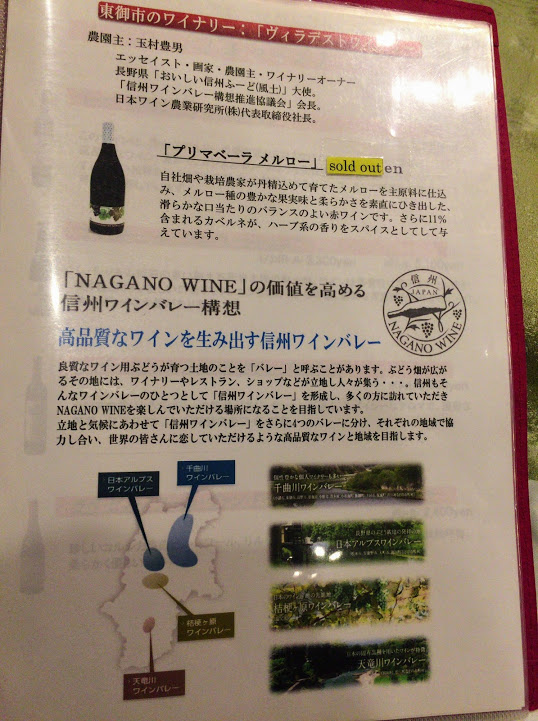 東御市のワイナリー：「ヴィラデストワイ
農園主：玉村豊男
エッセイスト・画家・農園主・ワイナリーオーナー
長野県「おいしい信州ふーど(風土)」大使。
「信州ワインバレー構想推進協議会」会長。
日本ワイン農業研究所(株)代表取締役社長。
「プリマベーラ メルロー」 sold out en
自社畑や栽培農家が丹精込めて育てたメルローを主原料に仕込
み、メルロー種の豊かな果実味と柔らかさを素直にひき出した、
滑らかな口当たりのバランスのよい赤ワインです。さらに11%
含まれるカベルネが、ハーブ系の香りをスパイスとしてして与
えています。
「NAGANO WINE」の価値を高める
信州ワインバレー構想
信州
JAPAN
NAGANO WINE
高品質なワインを生み出す信州ワインバレー
良質なワイン用ぶどうが育つ土地のことを「バレー」と呼ぶことがあります。ぶどう畑が広が
るその地には、ワイナリーやレストラン、ショップなどが立地し人々が集う・・・。信州もそ
んなワインバレーのひとつとして「信州ワインバレー」を形成し、多くの方に訪れていただき
NAGANO WINEを楽しんでいただける場所になることを目指しています。
立地と気候にあわせて「信州ワインバレー」をさらに4つのバレーに分け、それぞれの地域で協
力し合い、世界の皆さんに恋していただけるような高品質なワインと地域を目指します。
・日本アルプス
ワインバレー
・千曲川
ワインバレー
・桔梗ヶ原
ワインバレー
・天竜川
ワインバレー
千曲川ワインバレー
日本アルプスワインバレー
桔梗ヶ原ワインバレー
天竜川ワインバレー